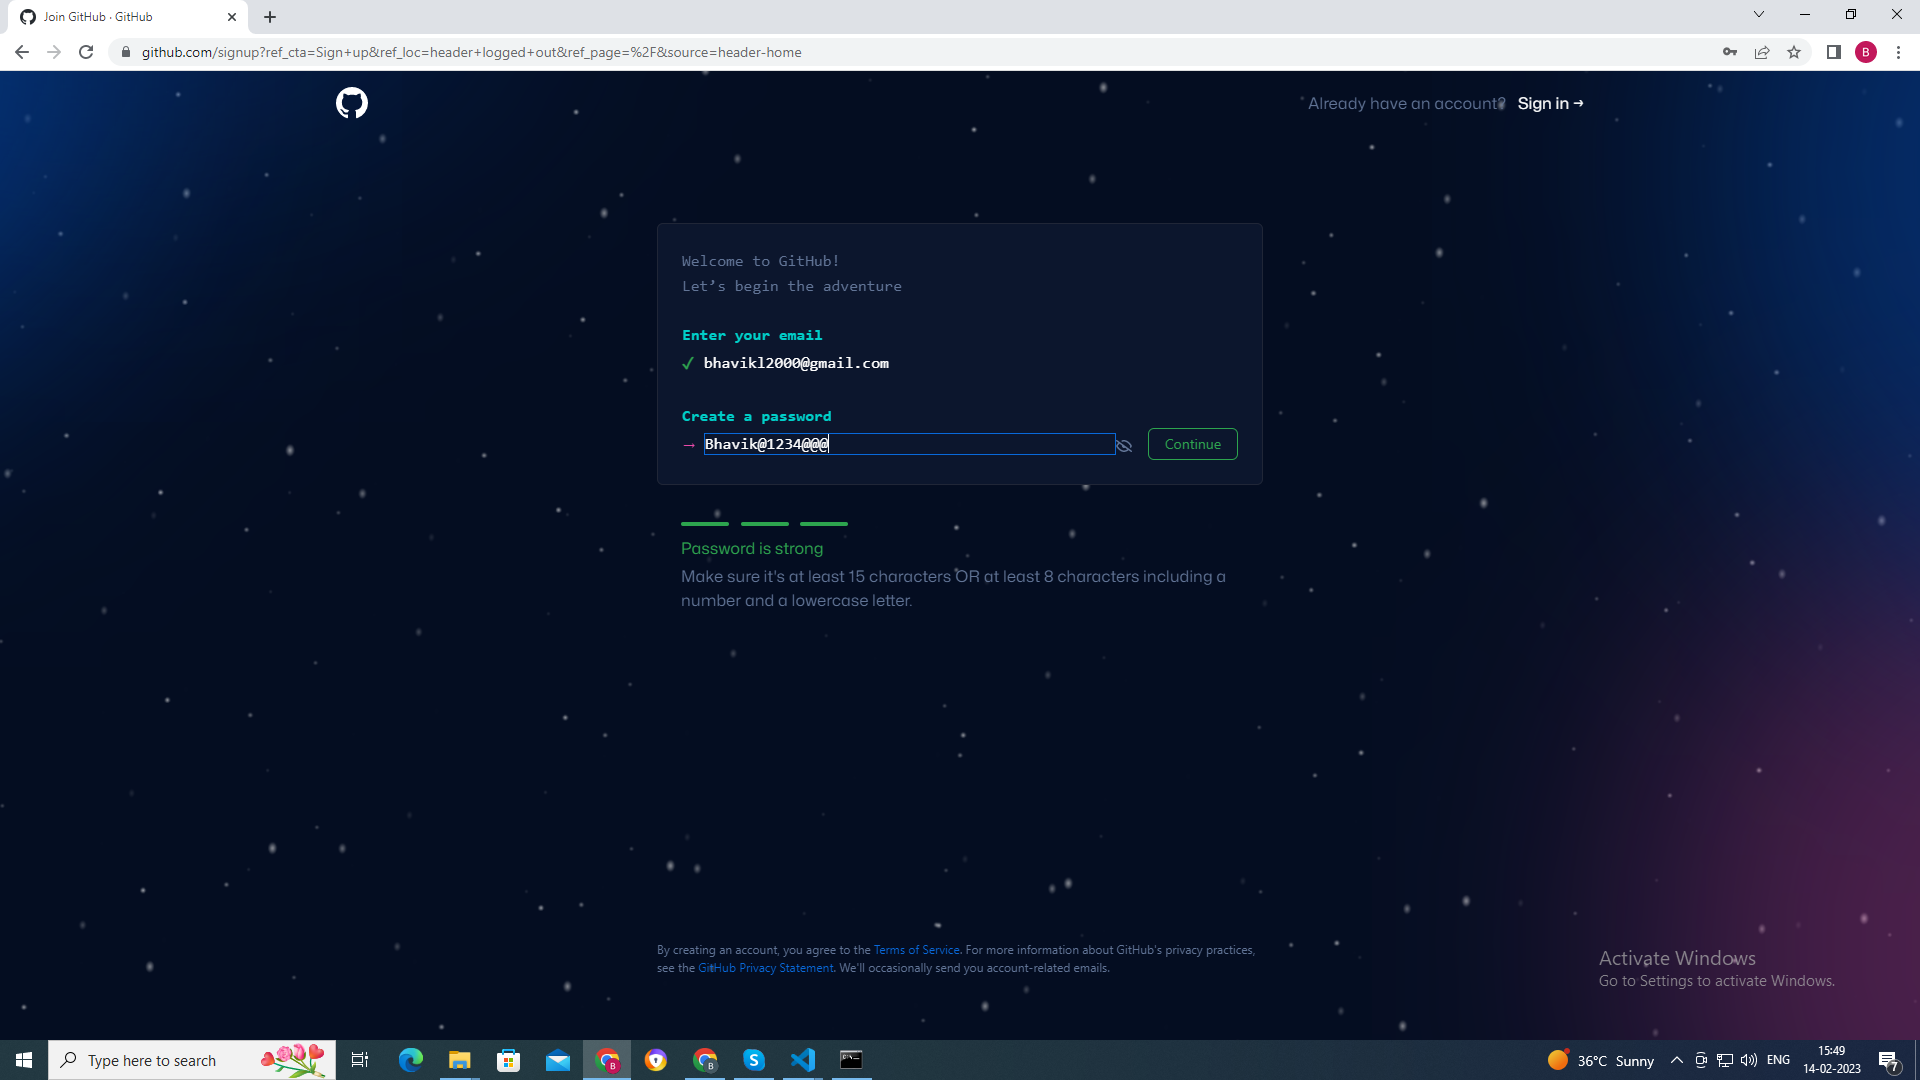 Join GitHub · GitHub
github.com/signup?ref_cta=Sign+up&ref_loc=header+logged+out&ref_page=%2F&source=header-home
B
Already have an account? Sign in →
Welcome to GitHub!
Let's begin the adventure
Enter your email
✓ bhavikl2000@gmail.com
Create a password
→ Bhavik@1234@@@
Continue
Password is strong
Make sure it's at least 15 characters OR at least 8 characters including a
number and a lowercase letter.
By creating an account, you agree to the Terms of Service. For more information about GitHub's privacy practices,
see the GitHub Privacy Statement. We'll occasionally send you account-related emails.
Activate Windows
Go to Settings to activate Windows.
Type here to search
B
B
36°C Sunny
ENG
15:49
14-02-2023
7